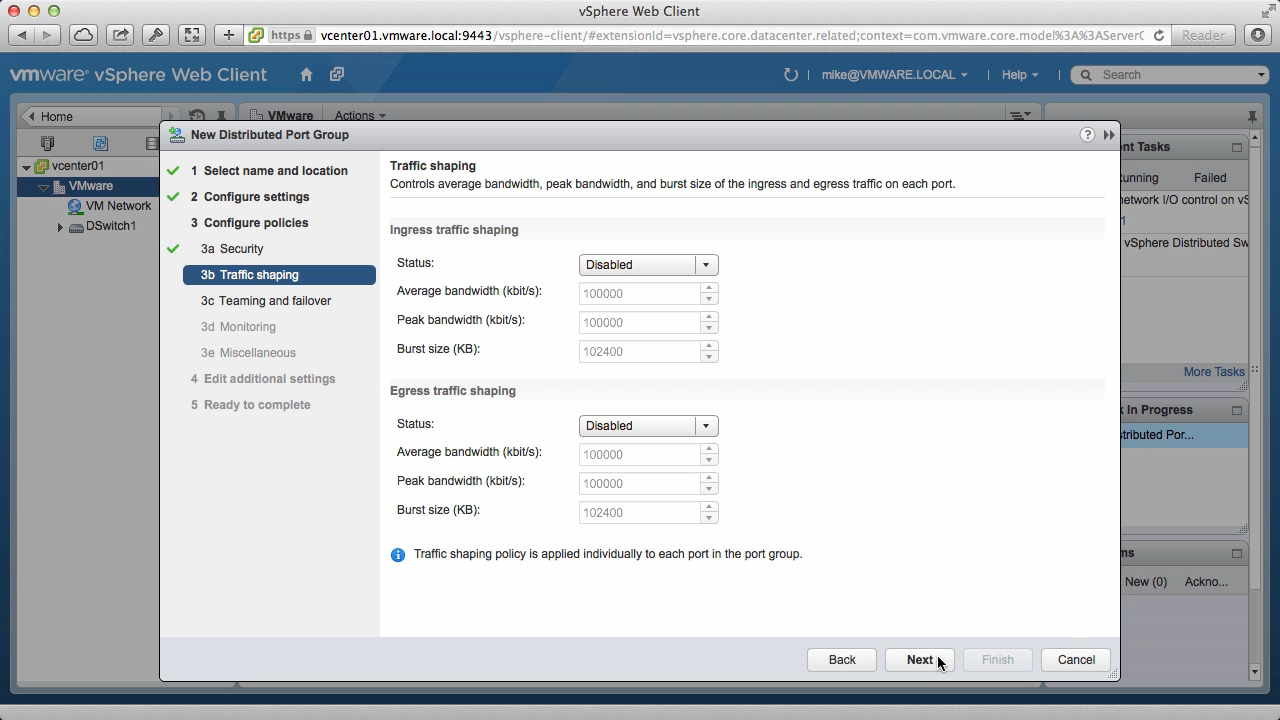 vSphere Web Client
https vcenter01.vmware.local:9443/vsphere-client/#extensionId=vsphere.core.datacenter.related;context=com.vmware.core.model%3A%3AServerO Reader
vmware® vSphere Web Client
mike@VMWARE.LOCAL
Help
Search
Home
VMware
Actions
vcenter01
VMware
VM Network
DSwitch1
New Distributed Port Group
?
1 Select name and location
2 Configure settings
3 Configure policies
3a Security
3b Traffic shaping
3c Teaming and failover
3d Monitoring
3e Miscellaneous
4 Edit additional settings
5 Ready to complete
Traffic shaping
Controls average bandwidth, peak bandwidth, and burst size of the ingress and egress traffic on each port.
Ingress traffic shaping
Status: Disabled
Average bandwidth (kbit/s): 100000
Peak bandwidth (kbit/s): 100000
Burst size (KB): 102400
Egress traffic shaping
Status: Disabled
Average bandwidth (kbit/s): 100000
Peak bandwidth (kbit/s): 100000
Burst size (KB): 102400
Traffic shaping policy is applied individually to each port in the port group.
Back
Next
Finish
Cancel
ent Tasks
unning Failed
etwork I/O control on vS
1
vSphere Distributed Sw
More Tasks
k In Progress
stributed Por...
ms
New (0) Ackno...